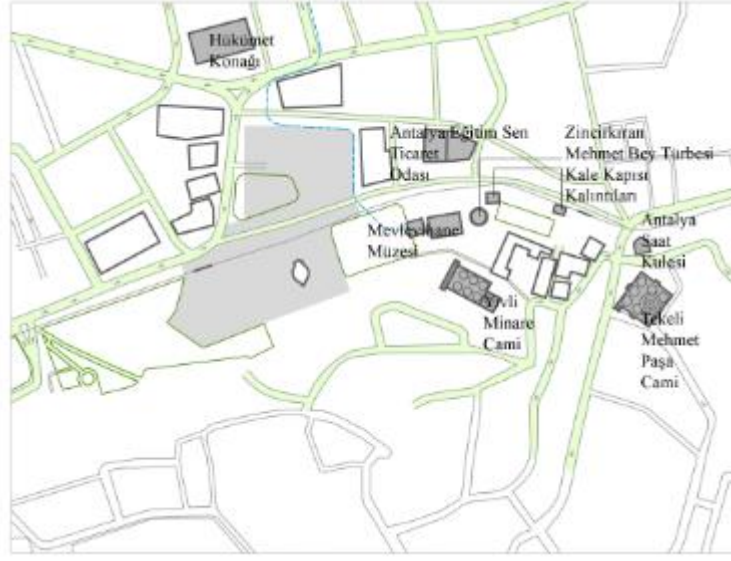 Hükümet
Konağı
Antalya Eğitim Sen
Ticaret
Odası
Zincirkıran
Mehmet Bey Türbesi
Kale Kapısı
Kalıntıları
Mevlevihane
Müzesi
Antalya
Saat
Kulesi
Yivli
Minare
Cami
Tekeli
Mehmet
Paşa
Cami